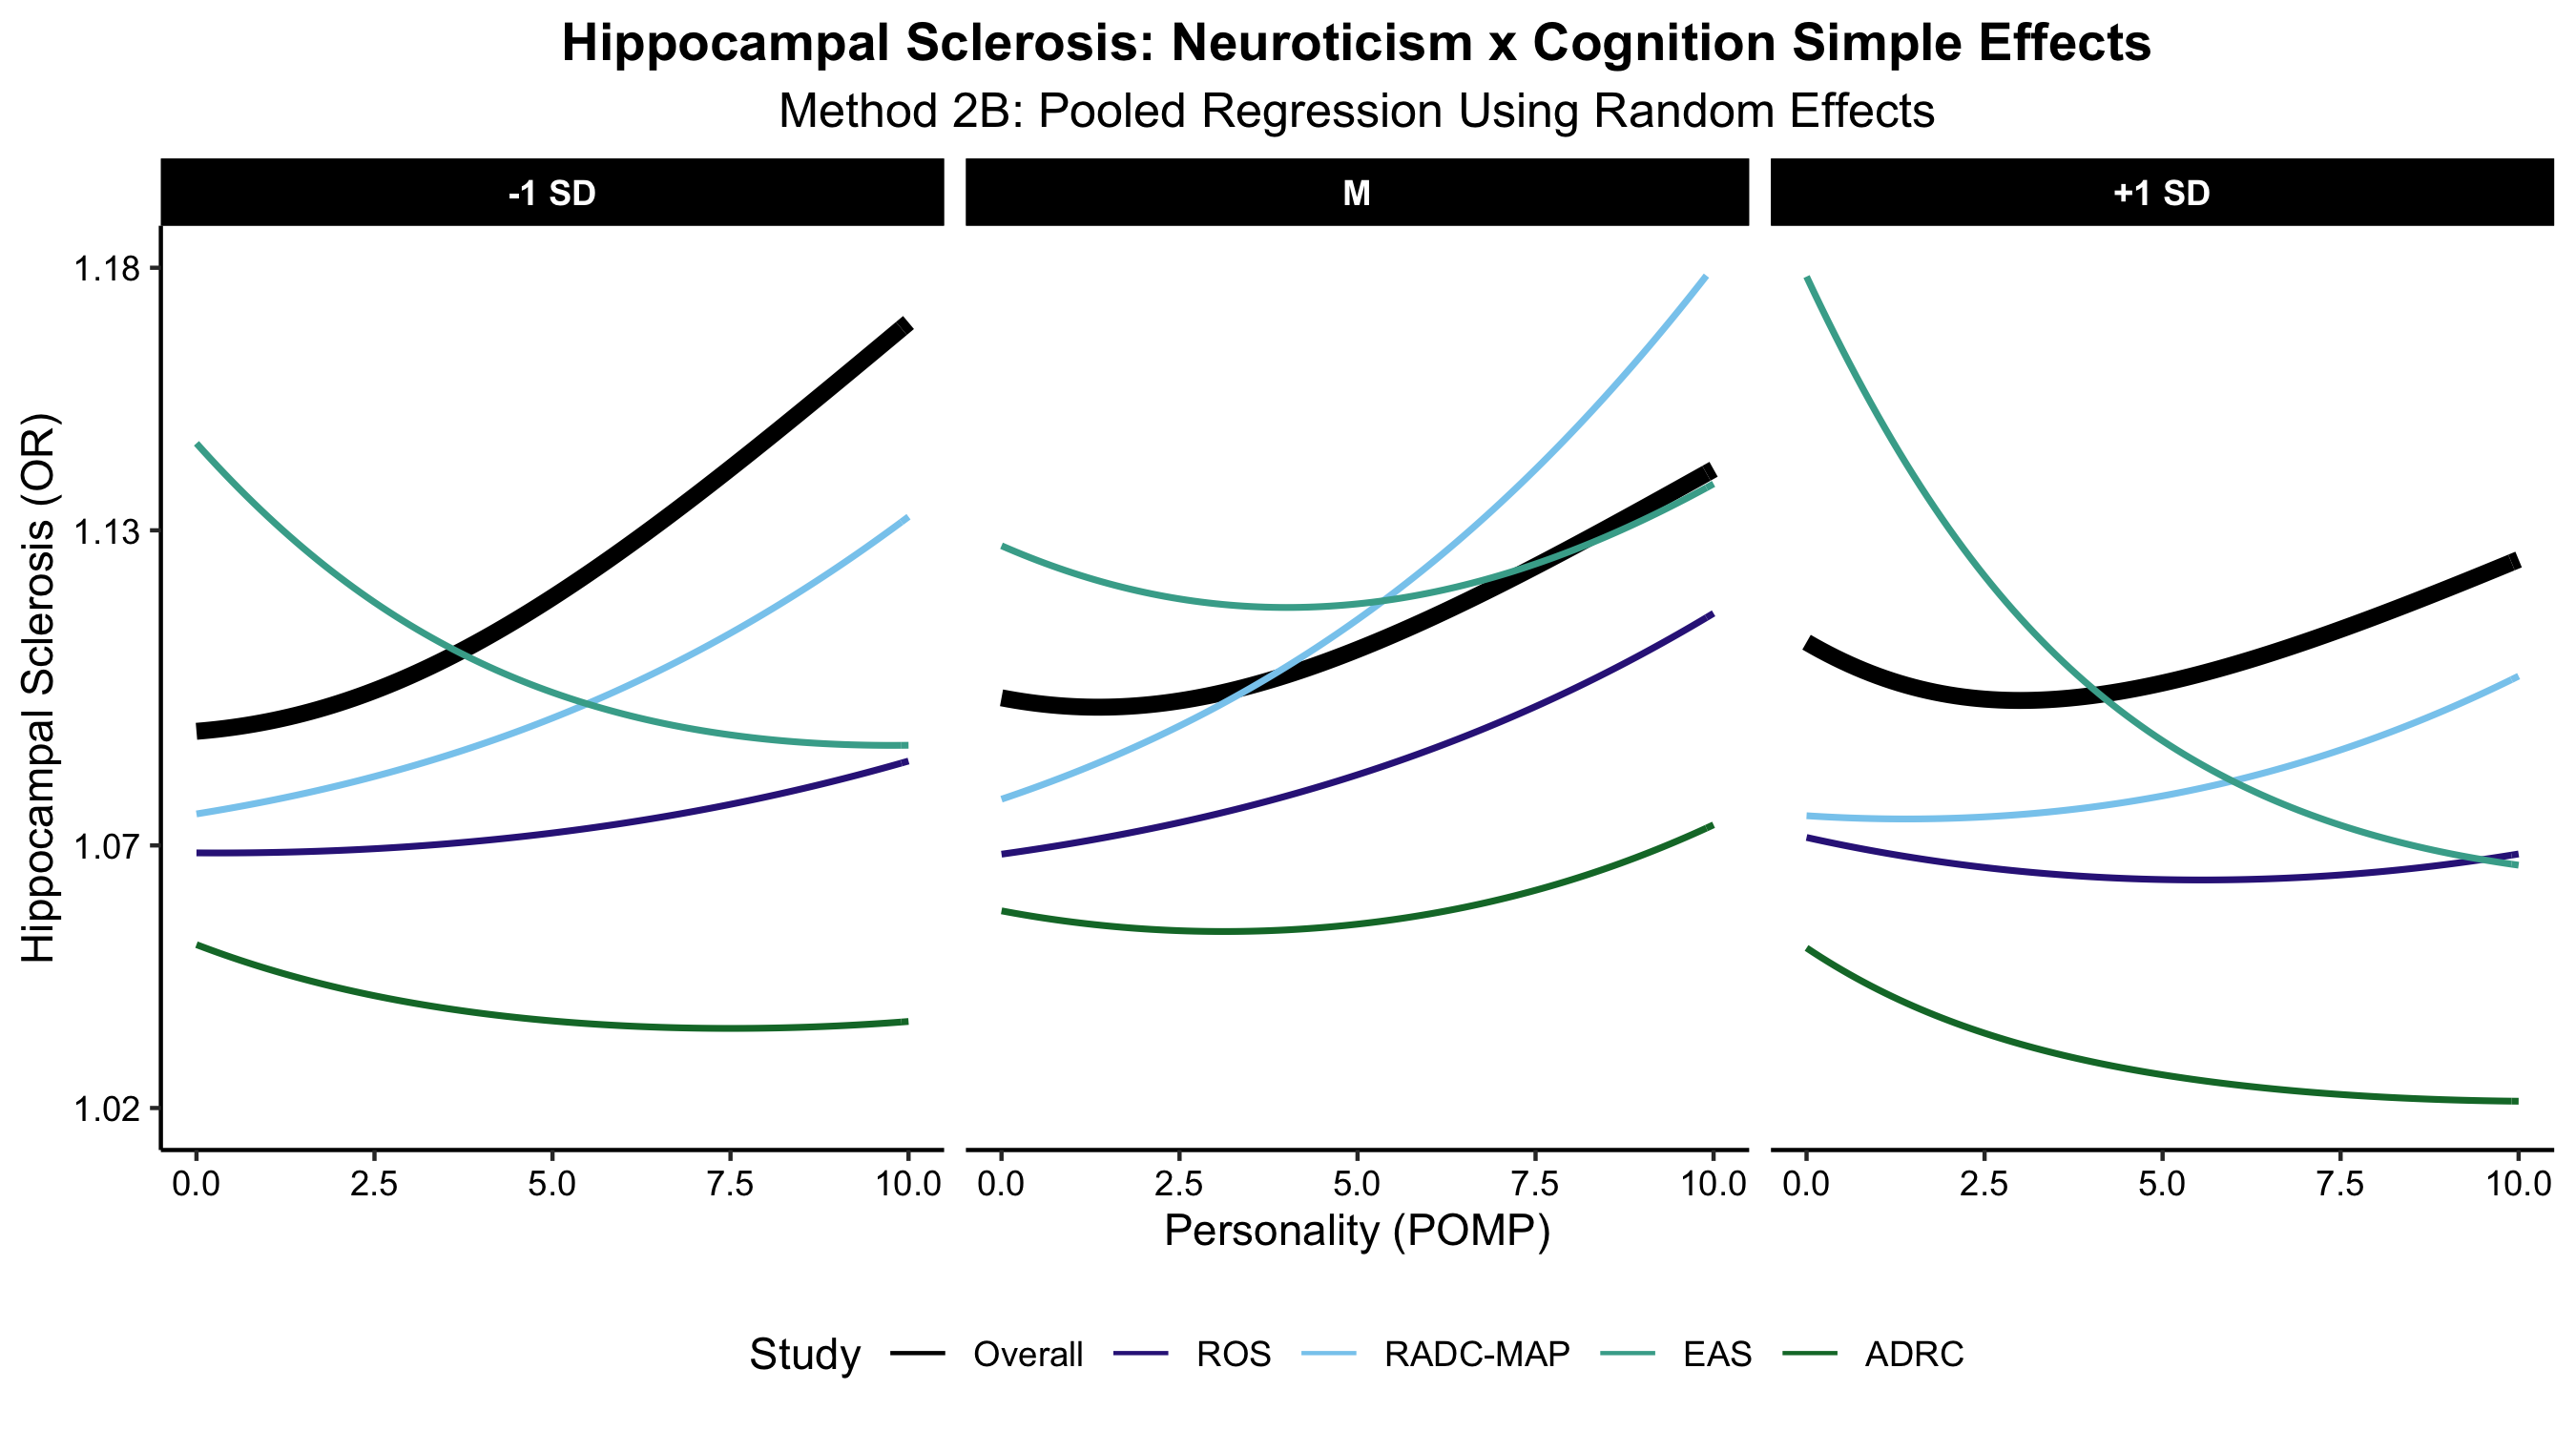 Hippocampal Sclerosis: Neuroticism x Cognition Simple Effects
Method 2B: Pooled Regression Using Random Effects
-1 SD
M
+1 SD
Hippocampal Sclerosis (OR)
1.18
1.13
1.07
1.02
0.0 2.5 5.0 7.5 10.0
0.0 2.5 5.0 7.5 10.0
0.0 2.5 5.0 7.5 10.0
Personality (POMP)
Study Overall ROS RADC-MAP EAS ADRC